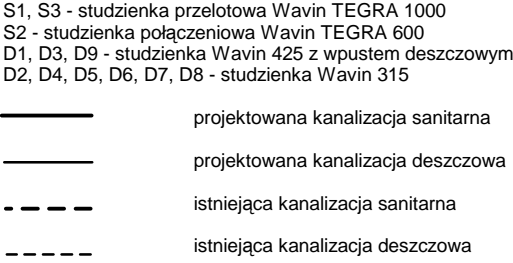 S1, S3 - studzienka przelotowa Wavin TEGRA 1000
S2 - studzienka połączeniowa Wavin TEGRA 600
D1, D3, D9 - studzienka Wavin 425 z wpustem deszczowym
D2, D4, D5, D6, D7, D8 - studzienka Wavin 315
projektowana kanalizacja sanitarna
projektowana kanalizacja deszczowa
istniejąca kanalizacja sanitarna
istniejąca kanalizacja deszczowa